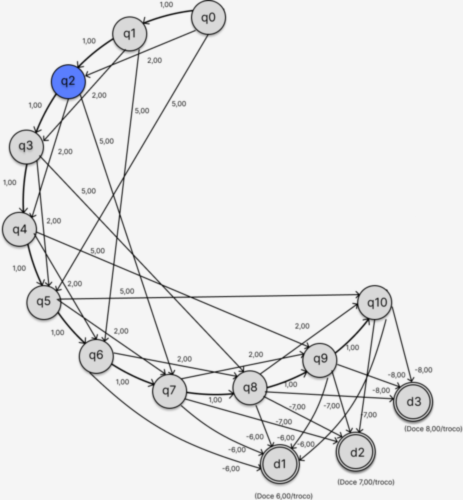 1,00
q0
q1
1,00
2,00
q2
2,00
1,00
5,00
5,00
5,00
q3
2,00
1,00
5,00
2,00
q4
5,00
1,00
5,00
q5
q10
2,00
1,00
2,00
1,00
q6
2,00
2,00
q9
1,00
q7
1,00
q8
1,00
-8,00
-8,00
-8,00
d3
-7,00
-7,00
-7,00
-7,00
(Doce 8,00/troco)
-6,00
-6,00
-6,00
-6,00
-6,00
d1
d2
(Doce 7,00/troco)
(Doce 6,00/troco)